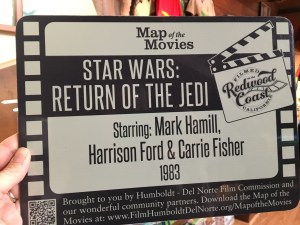 Map of the
Movies
STAR WARS:
RETURN OF THE JEDI
FILMED
Redwood
Coast
CALIFORNIA
Starring: Mark Hamill,
Harrison Ford & Carrie Fisher
1983
Brought to you by Humboldt - Del Norte Film Commission and
our wonderful community partners. Download the Map of the
Movies at: www.FilmHumboldtDelNorte.org/MapoftheMovies